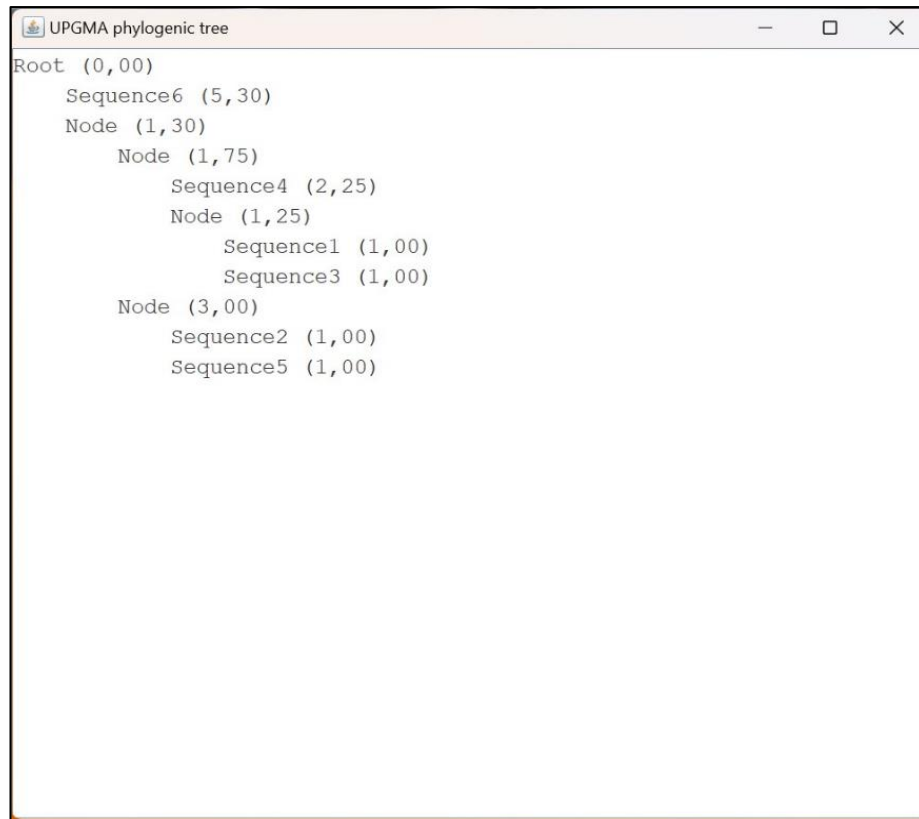 UPGMA phylogenic tree
Root (0,00)
Sequence6 (5,30)
Node (1,30)
Node (1,75)
Sequence4 (2,25)
Node (1,25)
Sequence1 (1,00)
Sequence3 (1,00)
Node (3,00)
Sequence2 (1,00)
Sequence5 (1,00)